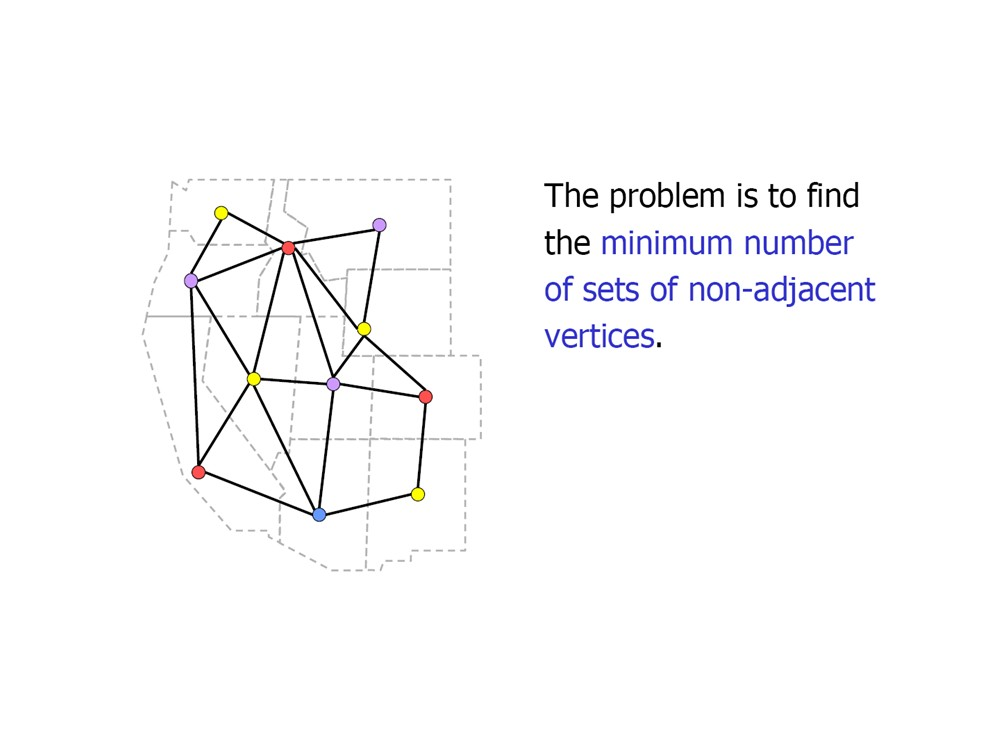 The problem is to find
the minimum number
of sets of non-adjacent
vertices.